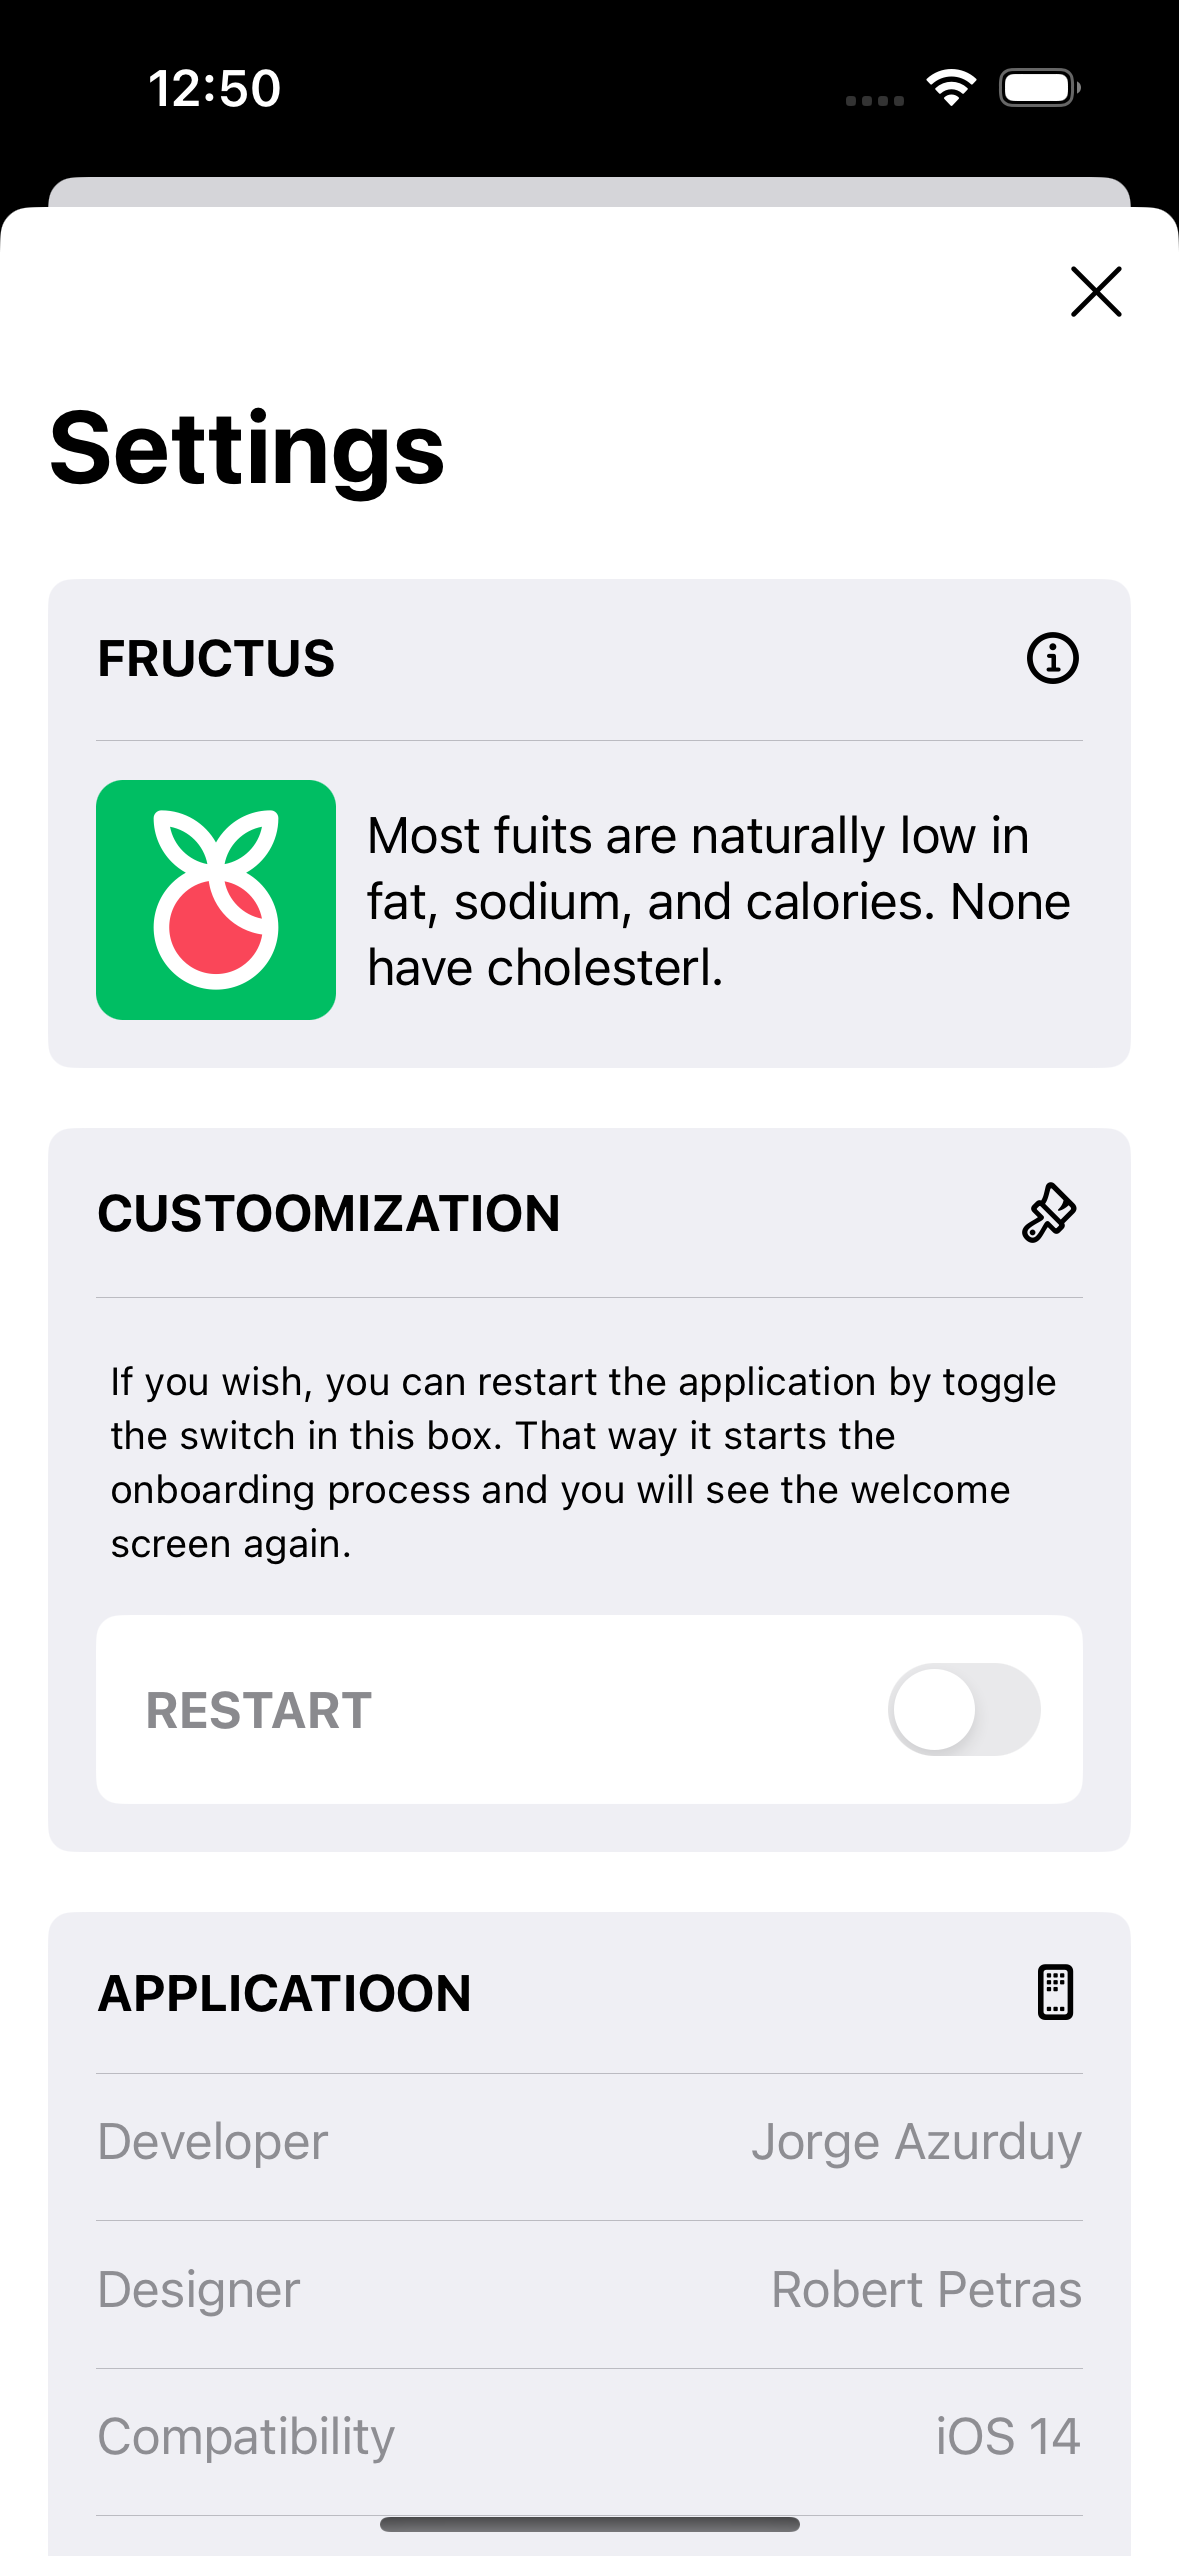 12:50
Settings
FRUCTUS
Most fuits are naturally low in
fat, sodium, and calories. None
have cholesterl.
CUSTOOMIZATION
If you wish, you can restart the application by toggle
the switch in this box. That way it starts the
onboarding process and you will see the welcome
screen again.
RESTART
APPLICATIOON
Developer Jorge Azurduy
Designer Robert Petras
Compatibility iOS 14